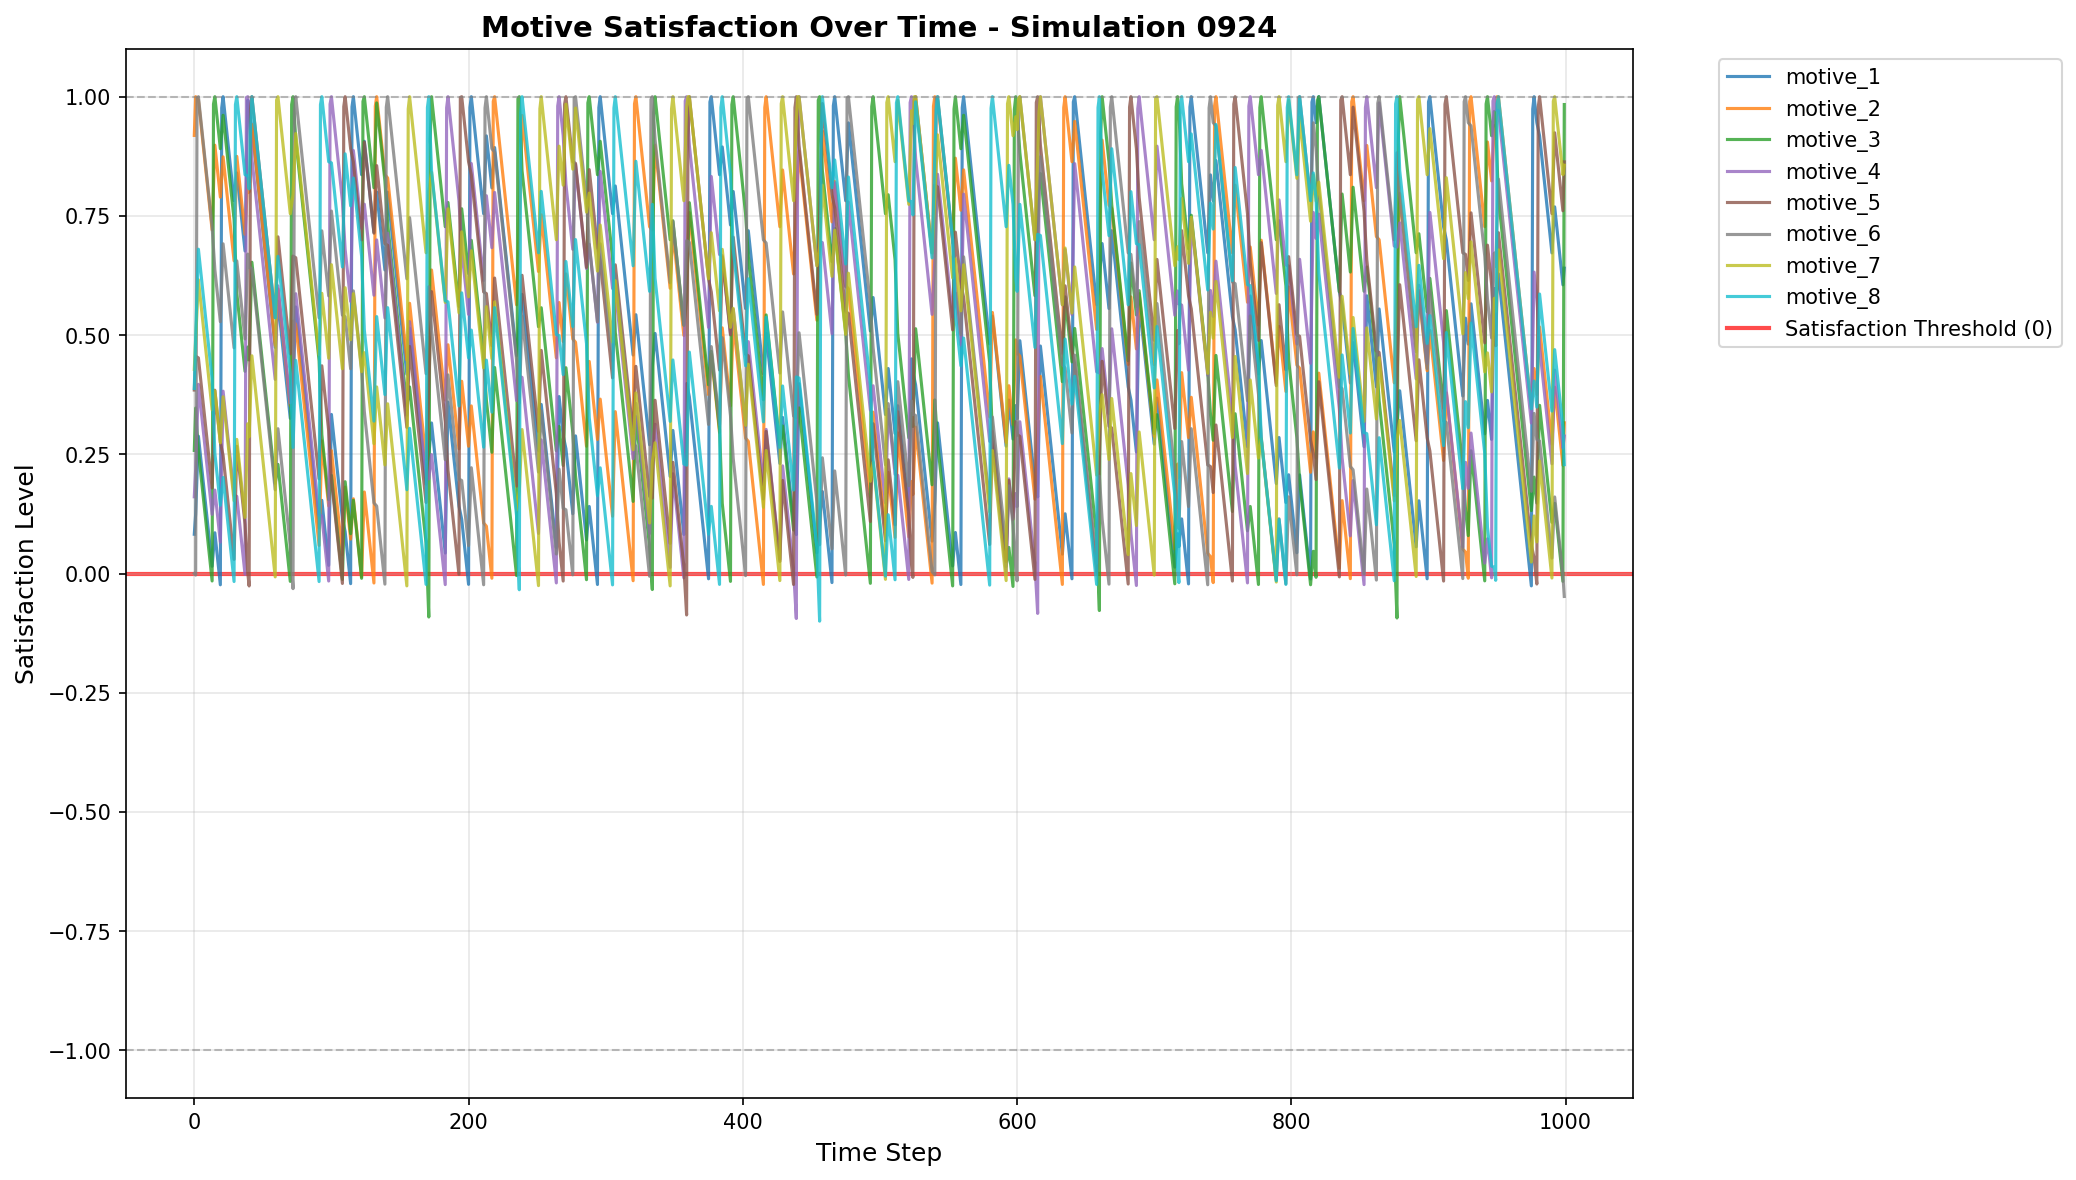 Motive Satisfaction Over Time - Simulation 0924
1.00
0.75
0.50
0.25
0.00
−0.25
−0.50
−0.75
−1.00
Satisfaction Level
0 200 400 600 800 1000
Time Step
motive_1
motive_2
motive_3
motive_4
motive_5
motive_6
motive_7
motive_8
Satisfaction Threshold (0)